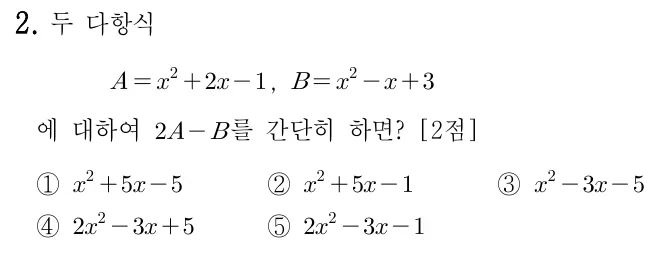 2. 두 다항식
A=x²+2x−1, B=x²−x+3
에 대하여 2A−B를 간단히 하면? [2점]
① x²+5x−5 ② x²+5x−1 ③ x²−3x−5
④ 2x²−3x+5 ⑤ 2x²−3x−1